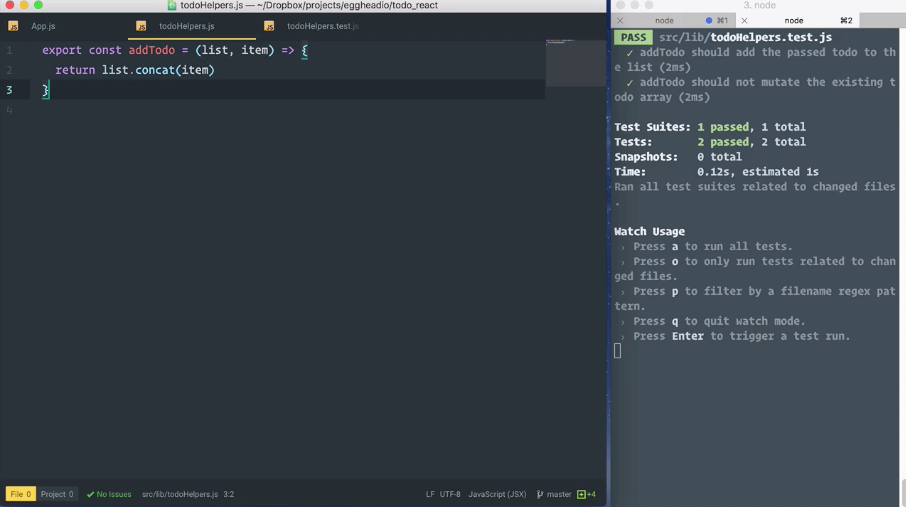 todoHelpers.js — ~/Dropbox/projects/eggheadio/todo_react
App.js
todoHelpers.js
todoHelpers.test.js
1 export const addTodo = (list, item) => {
2 return list.concat(item)
3 }
4
File 0 Project 0 No Issues src/lib/todoHelpers.js 3:2 LF UTF-8 JavaScript (JSX) master +4
3. node
× node ⌘1 × node ⌘2
PASS src/lib/todoHelpers.test.js
✓ addTodo should add the passed todo to th
e list (2ms)
✓ addTodo should not mutate the existing t
odo array (2ms)
Test Suites: 1 passed, 1 total
Tests: 2 passed, 2 total
Snapshots: 0 total
Time: 0.12s, estimated 1s
Ran all test suites related to changed files
.
Watch Usage
› Press a to run all tests.
› Press o to only run tests related to chan
ged files.
› Press p to filter by a filename regex pat
tern.
› Press q to quit watch mode.
› Press Enter to trigger a test run.